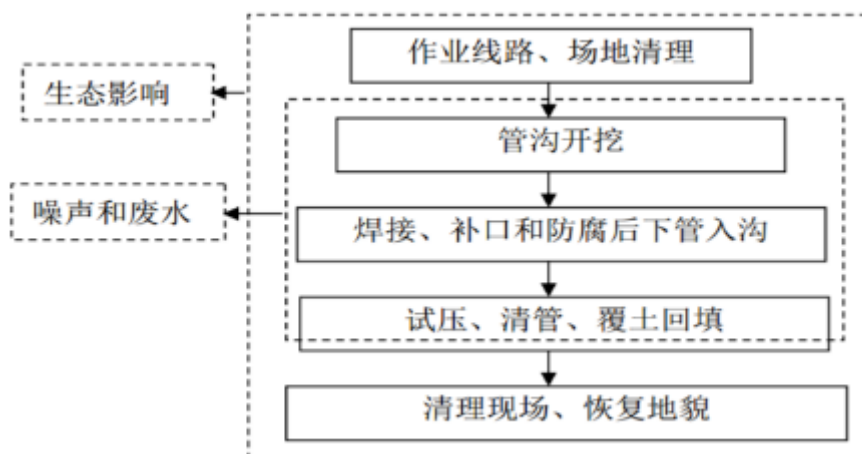 作业线路、场地清理
生态影响
管沟开挖
噪声和废水
焊接、补口和防腐后下管入沟
试压、清管、覆土回填
清理现场、恢复地貌